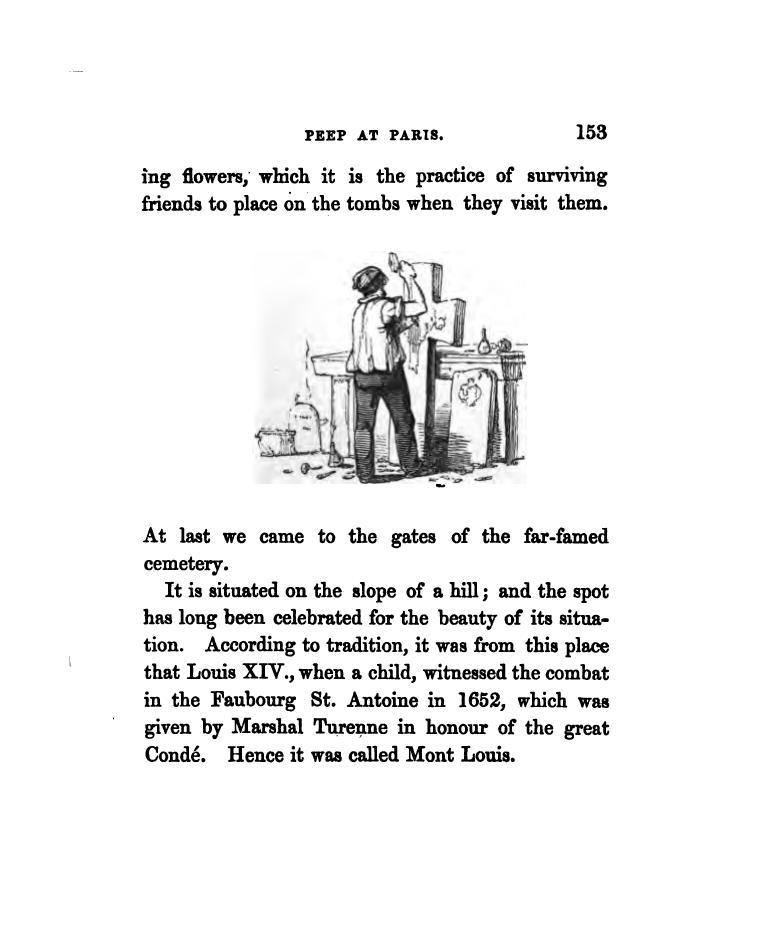 PEEP AT PARIS. 153
ing flowers, which it is the practice of surviving
friends to place on the tombs when they visit them.
At last we came to the gates of the far-famed
cemetery.
It is situated on the slope of a hill; and the spot
has long been celebrated for the beauty of its situa-
tion. According to tradition, it was from this place
that Louis XIV., when a child, witnessed the combat
in the Faubourg St. Antoine in 1652, which was
given by Marshal Turenne in honour of the great
Condé. Hence it was called Mont Louis.